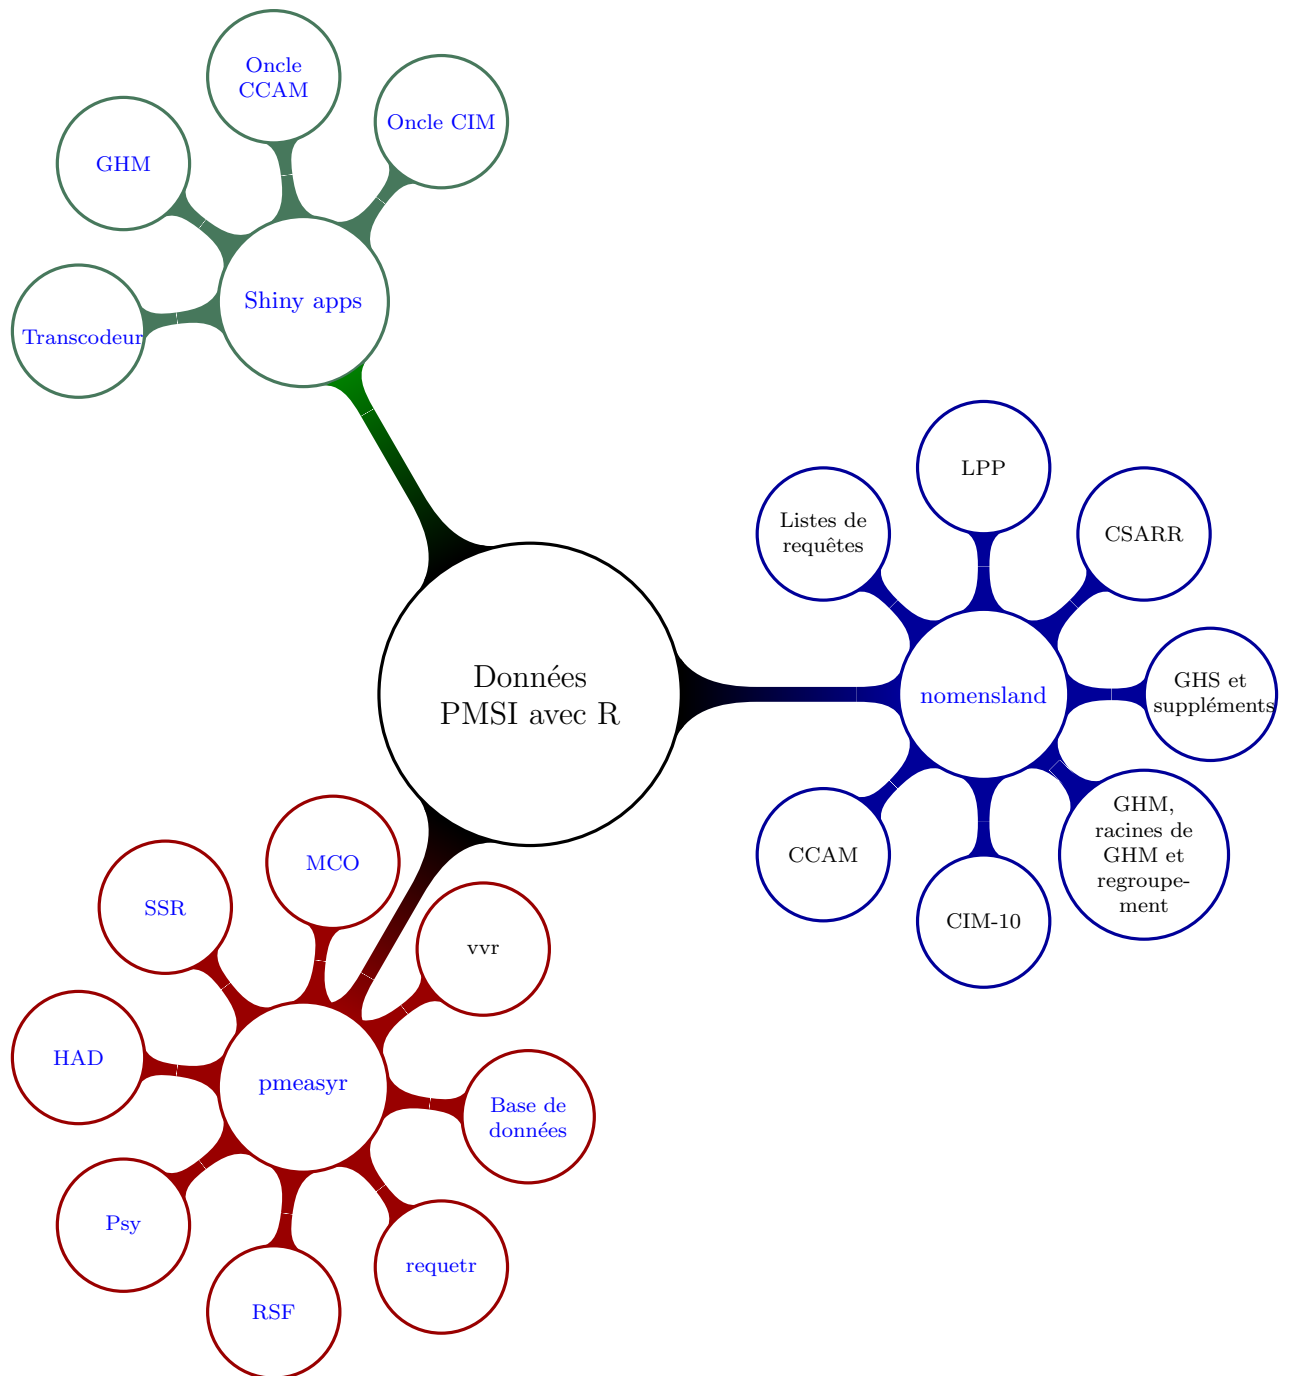 Oncle
CCAM
Oncle CIM
GHM
Transcodeur
Shiny apps
Données
PMSI avec R
LPP
Listes de
requêtes
CSARR
GHS et
suppléments
nomensland
GHM,
racines de
GHM et
regroupe-
ment
CCAM
CIM-10
MCO
SSR
vvr
HAD
pmeasyr
Base de
données
Psy
requetr
RSF